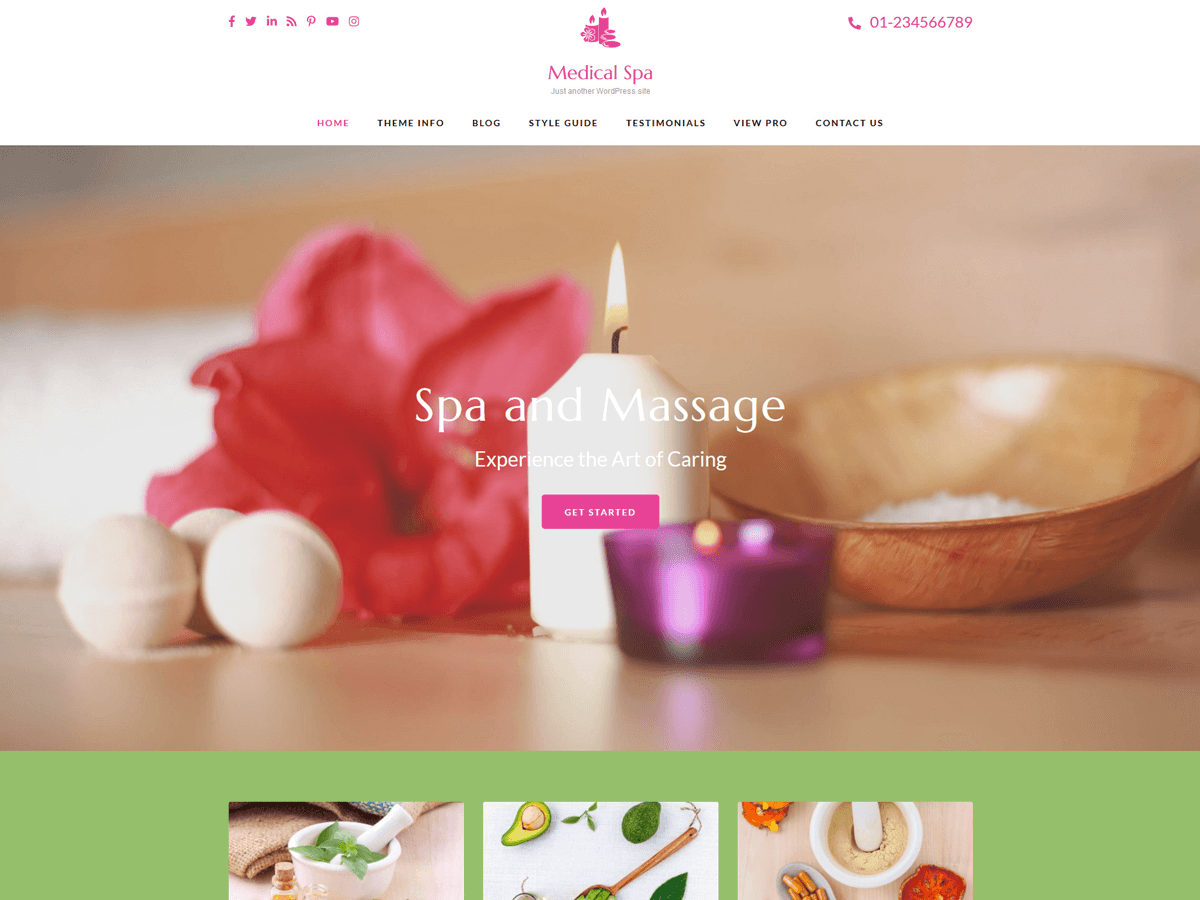 01-234566789
Medical Spa
Just another WordPress site
HOME THEME INFO BLOG STYLE GUIDE TESTIMONIALS VIEW PRO CONTACT US
Spa and Massage
Experience the Art of Caring
GET STARTED